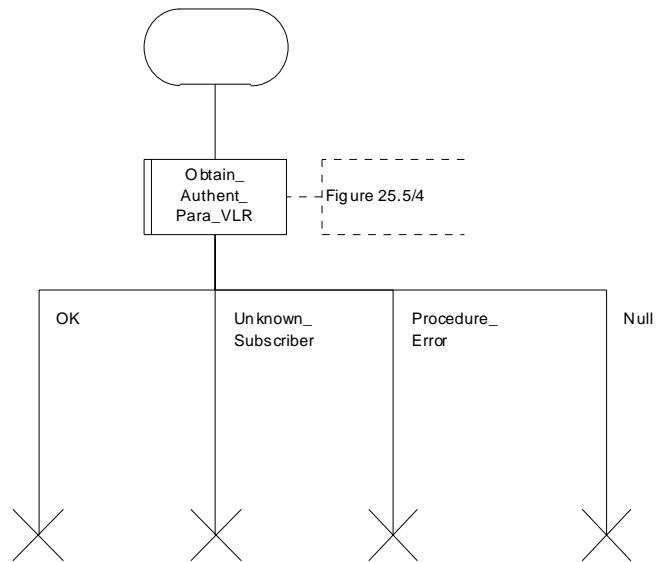 Obtain_
Authent_
Para_VLR
Figure 25.5/4
OK
Unknown_
Subscriber
Procedure_
Error
Null